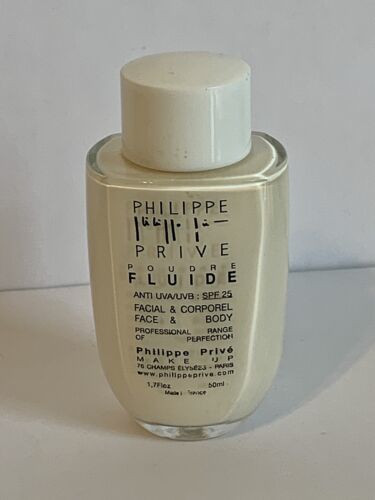 PHILIPPE
PRIVE
POUDRE
FLUIDE
ANTI UVA/UVB : SPF 25
FACIAL & CORPOREL
FACE & BODY
PROFESSIONAL RANGE
OF PERFECTION
Philippe Privé
MAKE UP
76 CHAMPS ÉLYSÉES - PARIS
www.philippeprive.com
1,7Floz 50ml
Made in France